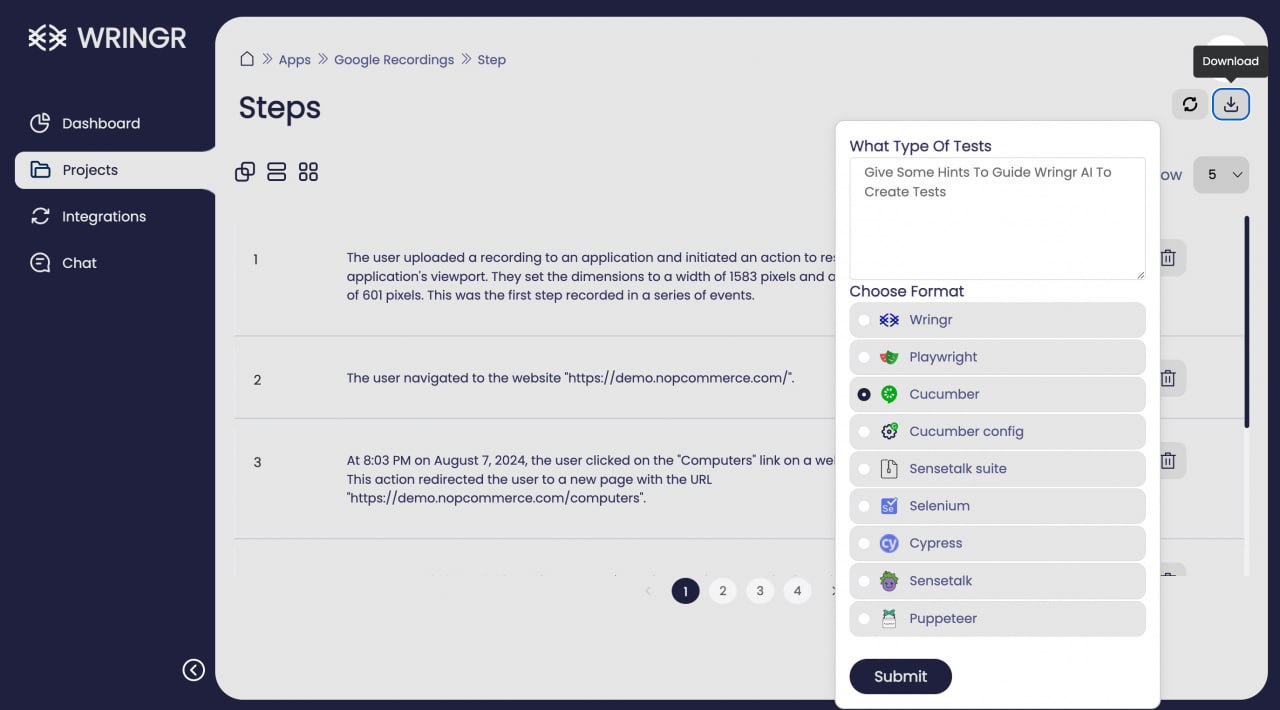 WRINGR
Dashboard
Projects
Integrations
Chat
Apps
Google Recordings
Step
Download
Steps
ow
5
1
The user uploaded a recording to an application and initiated an action to
application's viewport. They set the dimensions to a width of 1583 pixels and
of 601 pixels. This was the first step recorded in a series of events.
2
The user navigated to the website "https://demo.nopcommerce.com/".
3
At 8:03 PM on August 7, 2024, the user clicked on the "Computers" link on a
This action redirected the user to a new page with the URL
"https://demo.nopcommerce.com/computers".
1
2
3
4
What Type Of Tests
Give Some Hints To Guide Wringr AI To
Create Tests
Choose Format
Wringr
Playwright
Cucumber
Cucumber config
Sensetalk suite
Se Selenium
cy Cypress
Sensetalk
Puppeteer
Submit